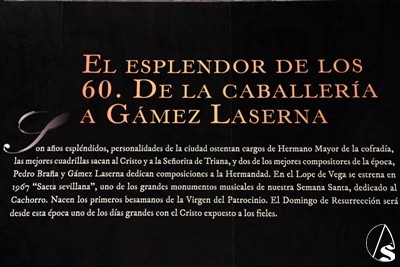 EL ESPLENDOR DE LOS
60. DE LA CABALLERÍA
A GÁMEZ LASERNA
Son años espléndidos, personalidades de la ciudad ostentan cargos de Hermano Mayor de la cofradía,
las mejores cuadrillas sacan al Cristo y a la Señorita de Triana, y dos de los mejores compositores de la época,
Pedro Braña y Gámez Laserna dedican composiciones a la Hermandad. En el Lope de Vega se estrena en
1967 "Saeta sevillana", uno de los grandes monumentos musicales de nuestra Semana Santa, dedicado al
Cachorro. Nacen los primeros besamanos de la Virgen del Patrocinio. El Domingo de Resurrección será
desde esta época uno de los días grandes con el Cristo expuesto a los fieles.